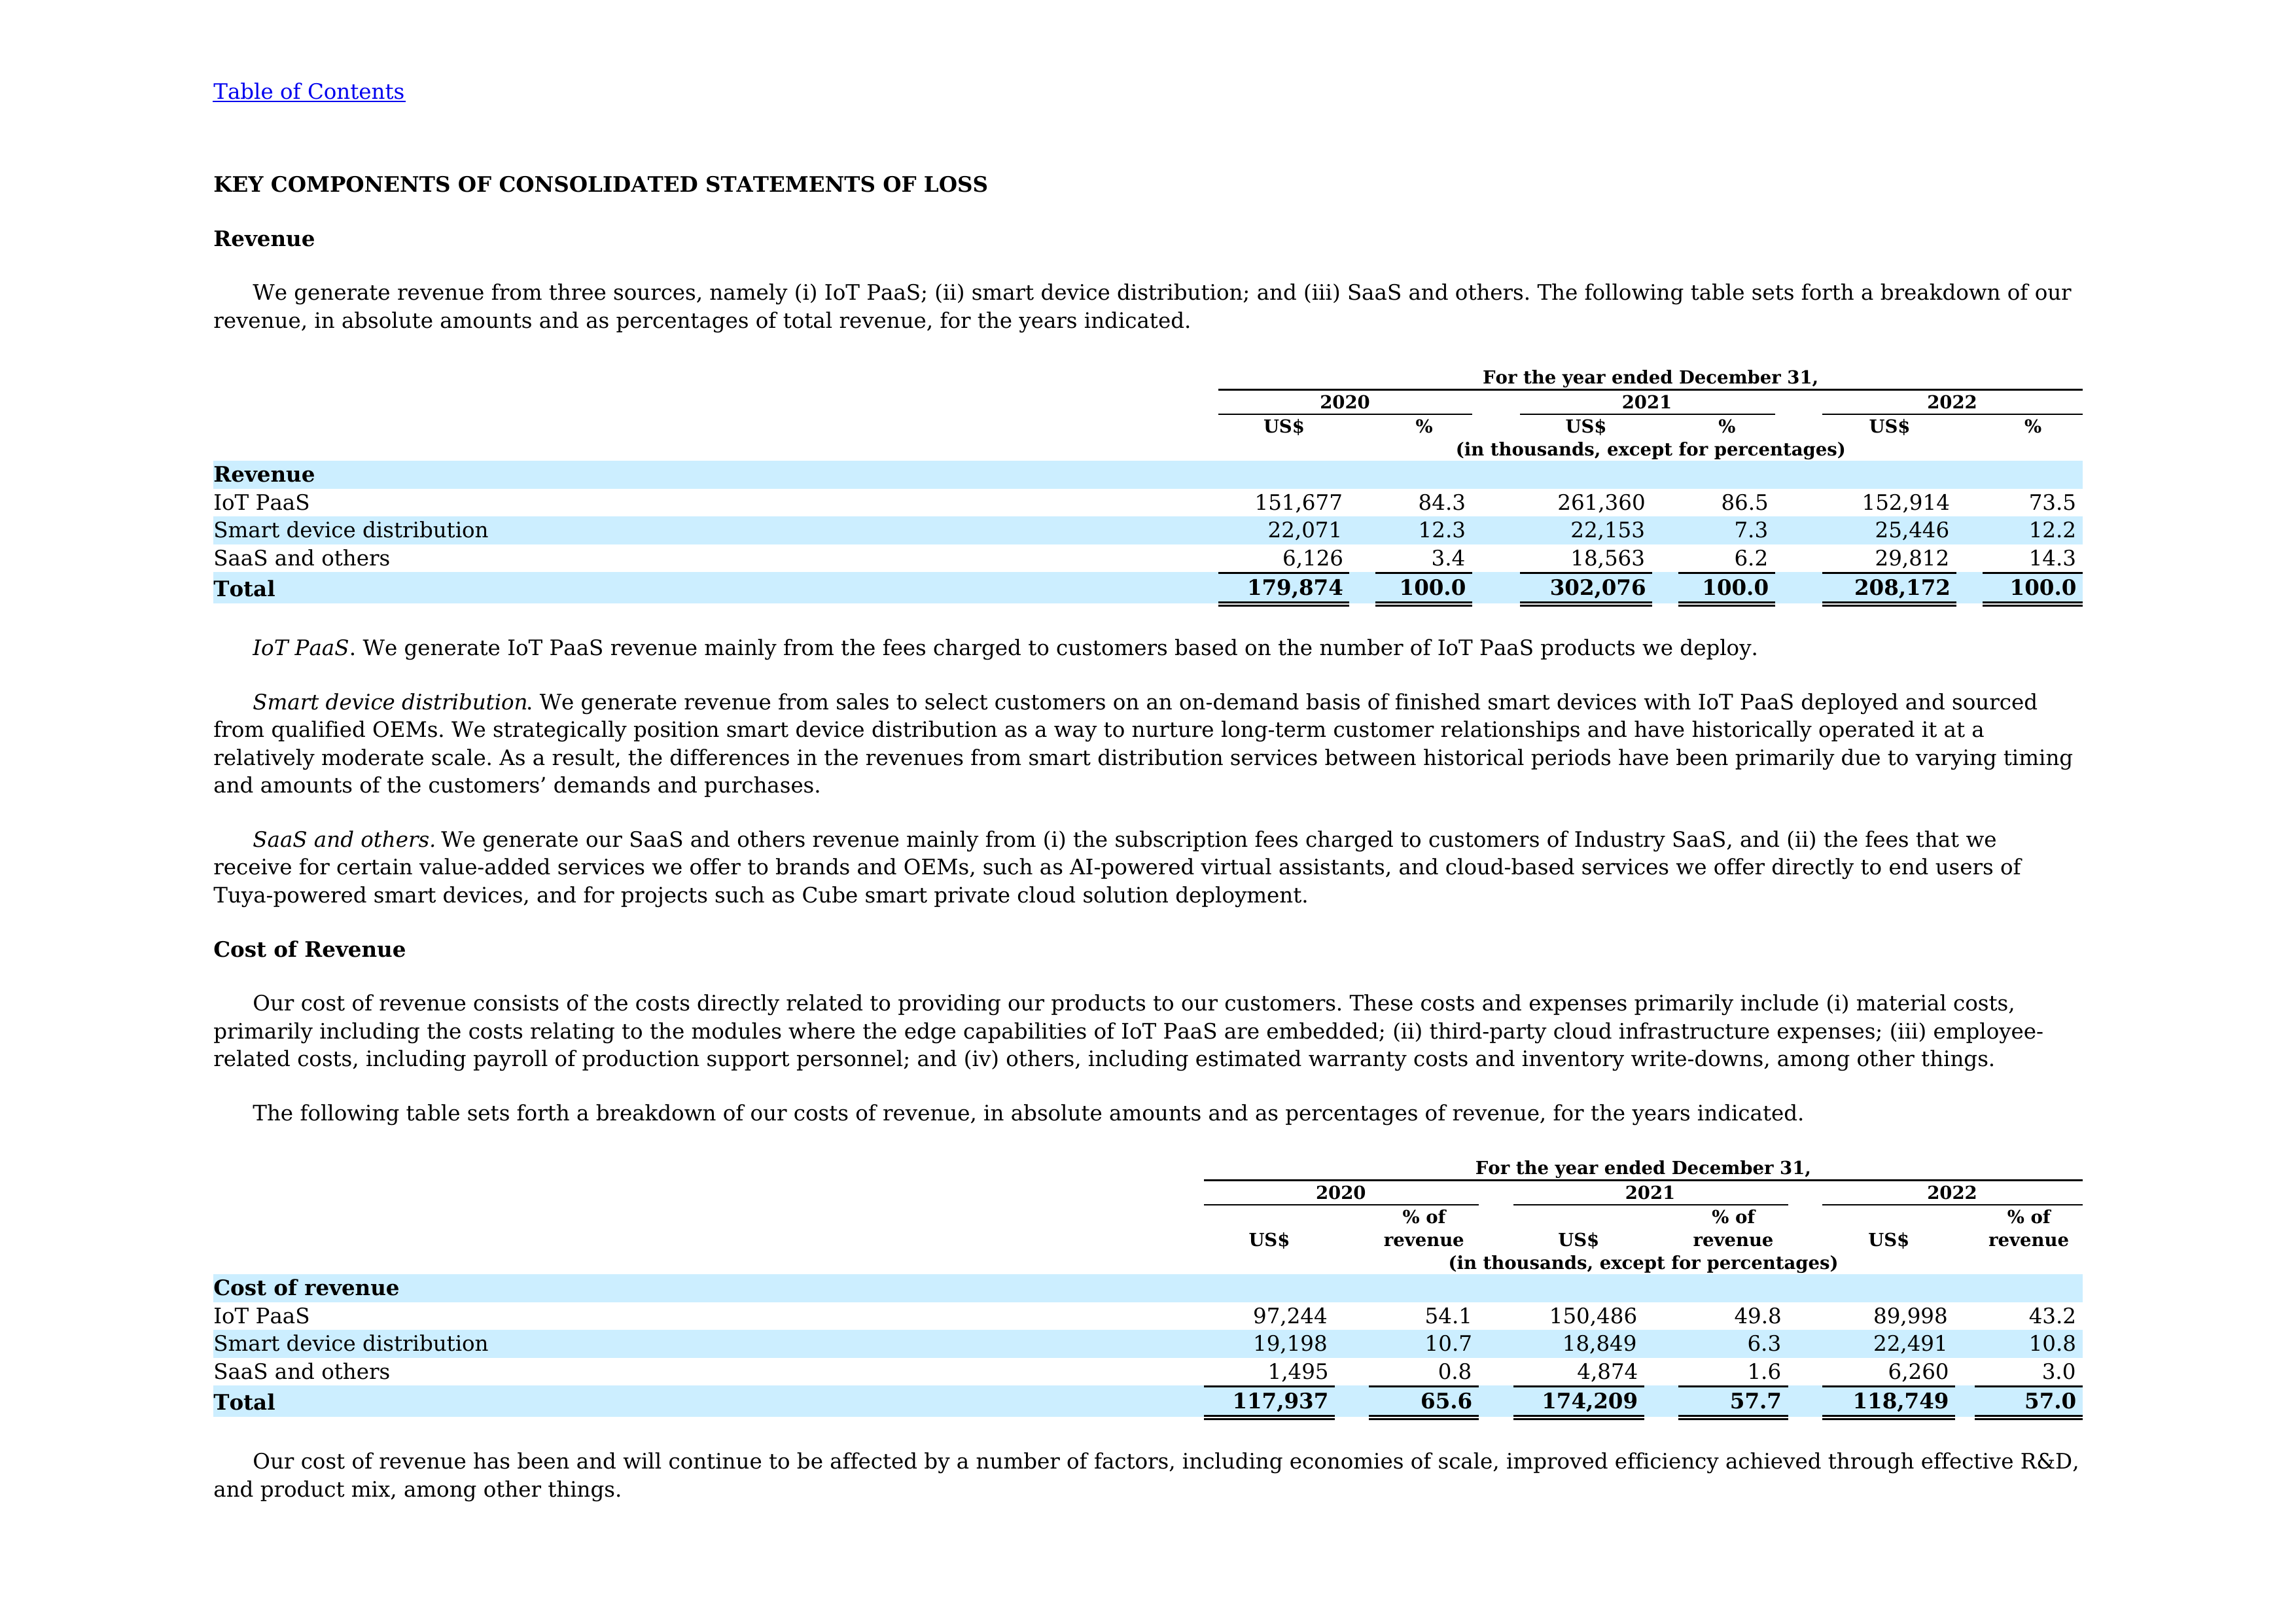 Table of Contents
KEY COMPONENTS OF CONSOLIDATED STATEMENTS OF LOSS
Revenue
We generate revenue from three sources, namely (i) IoT PaaS; (ii) smart device distribution; and (iii) SaaS and others. The following table sets forth a breakdown of our
revenue, in absolute amounts and as percentages of total revenue, for the years indicated.
For the year ended December 31,
2020 2021 2022
US$ % US$ % US$ %
(in thousands, except for percentages)
Revenue
IoT PaaS 151,677 84.3 261,360 86.5 152,914 73.5
Smart device distribution 22,071 12.3 22,153 7.3 25,446 12.2
SaaS and others 6,126 3.4 18,563 6.2 29,812 14.3
Total 179,874 100.0 302,076 100.0 208,172 100.0
IoT PaaS. We generate IoT PaaS revenue mainly from the fees charged to customers based on the number of IoT PaaS products we deploy.
Smart device distribution. We generate revenue from sales to select customers on an on-demand basis of finished smart devices with IoT PaaS deployed and sourced
from qualified OEMs. We strategically position smart device distribution as a way to nurture long-term customer relationships and have historically operated it at a
relatively moderate scale. As a result, the differences in the revenues from smart distribution services between historical periods have been primarily due to varying timing
and amounts of the customers’ demands and purchases.
SaaS and others. We generate our SaaS and others revenue mainly from (i) the subscription fees charged to customers of Industry SaaS, and (ii) the fees that we
receive for certain value-added services we offer to brands and OEMs, such as AI-powered virtual assistants, and cloud-based services we offer directly to end users of
Tuya-powered smart devices, and for projects such as Cube smart private cloud solution deployment.
Cost of Revenue
Our cost of revenue consists of the costs directly related to providing our products to our customers. These costs and expenses primarily include (i) material costs,
primarily including the costs relating to the modules where the edge capabilities of IoT PaaS are embedded; (ii) third-party cloud infrastructure expenses; (iii) employee-
related costs, including payroll of production support personnel; and (iv) others, including estimated warranty costs and inventory write-downs, among other things.
The following table sets forth a breakdown of our costs of revenue, in absolute amounts and as percentages of revenue, for the years indicated.
For the year ended December 31,
2020 2021 2022
% of % of % of
US$ revenue US$ revenue US$ revenue
(in thousands, except for percentages)
Cost of revenue
IoT PaaS 97,244 54.1 150,486 49.8 89,998 43.2
Smart device distribution 19,198 10.7 18,849 6.3 22,491 10.8
SaaS and others 1,495 0.8 4,874 1.6 6,260 3.0
Total 117,937 65.6 174,209 57.7 118,749 57.0
Our cost of revenue has been and will continue to be affected by a number of factors, including economies of scale, improved efficiency achieved through effective R&D,
and product mix, among other things.